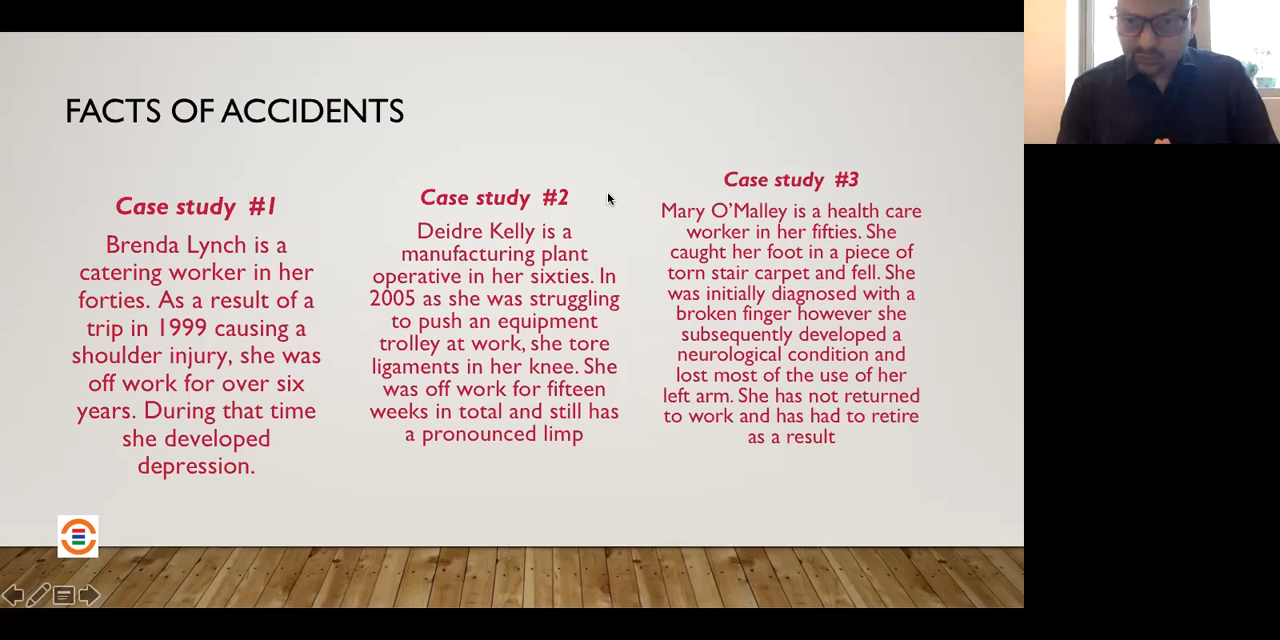 FACTS OF ACCIDENTS
Case study #1
Brenda Lynch is a
catering worker in her
forties. As a result of a
trip in 1999 causing a
shoulder injury, she was
off work for over six
years. During that time
she developed
depression.
Case study #2
Deidre Kelly is a
manufacturing plant
operative in her sixties. In
2005 as she was struggling
to push an equipment
trolley at work, she tore
ligaments in her knee. She
was off work for fifteen
weeks in total and still has
a pronounced limp
Case study #3
Mary O’Malley is a health care
worker in her fifties. She
caught her foot in a piece of
torn stair carpet and fell. She
was initially diagnosed with a
broken finger however she
subsequently developed a
neurological condition and
lost most of the use of her
left arm. She has not returned
to work and has had to retire
as a result